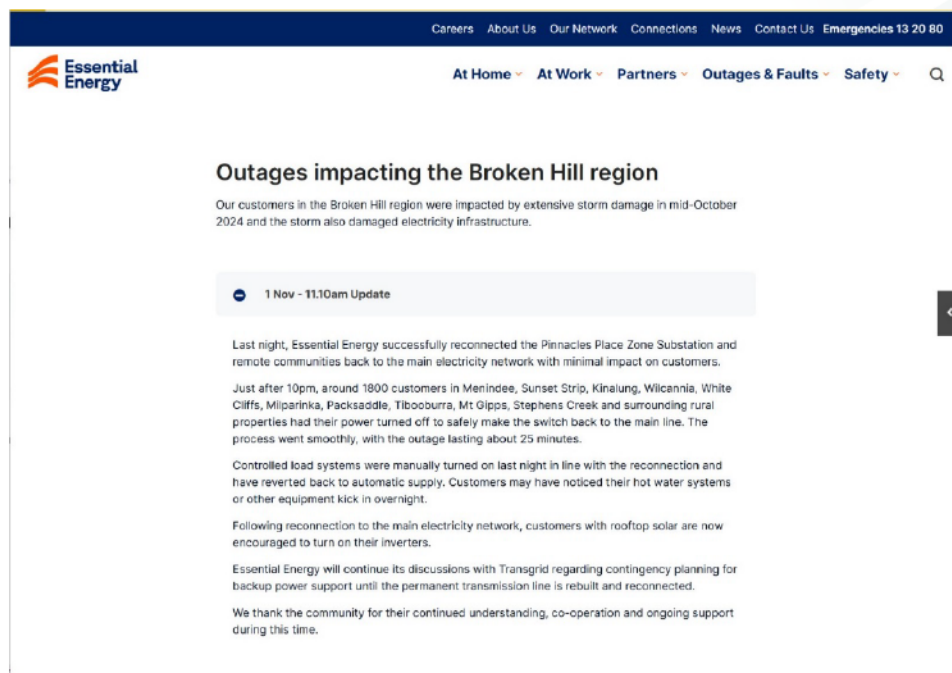 Careers About Us Our Network Connections News Contact Us Emergencies 13 20 80
Essential
Energy
At Home At Work Partners Outages & Faults Safety
Outages impacting the Broken Hill region
Our customers in the Broken Hill region were impacted by extensive storm damage in mid-October
2024 and the storm also damaged electricity infrastructure.
1 Nov - 11.10am Update
Last night, Essential Energy successfully reconnected the Pinnacles Place Zone Substation and
remote communities back to the main electricity network with minimal impact on customers.
Just after 10pm, around 1800 customers in Menindee, Sunset Strip, Kinalung, Wilcannia, White
Cliffs, Milparinka, Packsaddle, Tibooburra, Mt Gipps, Stephens Creek and surrounding rural
properties had their power turned off to safely make the switch back to the main line. The
process went smoothly, with the outage lasting about 25 minutes.
Controlled load systems were manually turned on last night in line with the reconnection and
have reverted back to automatic supply. Customers may have noticed their hot water systems
or other equipment kick in overnight.
Following reconnection to the main electricity network, customers with rooftop solar are now
encouraged to turn on their inverters.
Essential Energy will continue its discussions with Transgrid regarding contingency planning for
backup power support until the permanent transmission line is rebuilt and reconnected.
We thank the community for their continued understanding, co-operation and ongoing support
during this time.